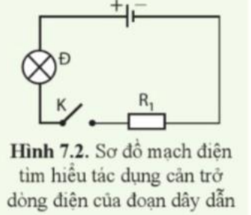 + −
Đ
K
R₁
Hình 7.2. Sơ đồ mạch điện
tìm hiểu tác dụng cản trở
dòng điện của đoạn dây dẫn